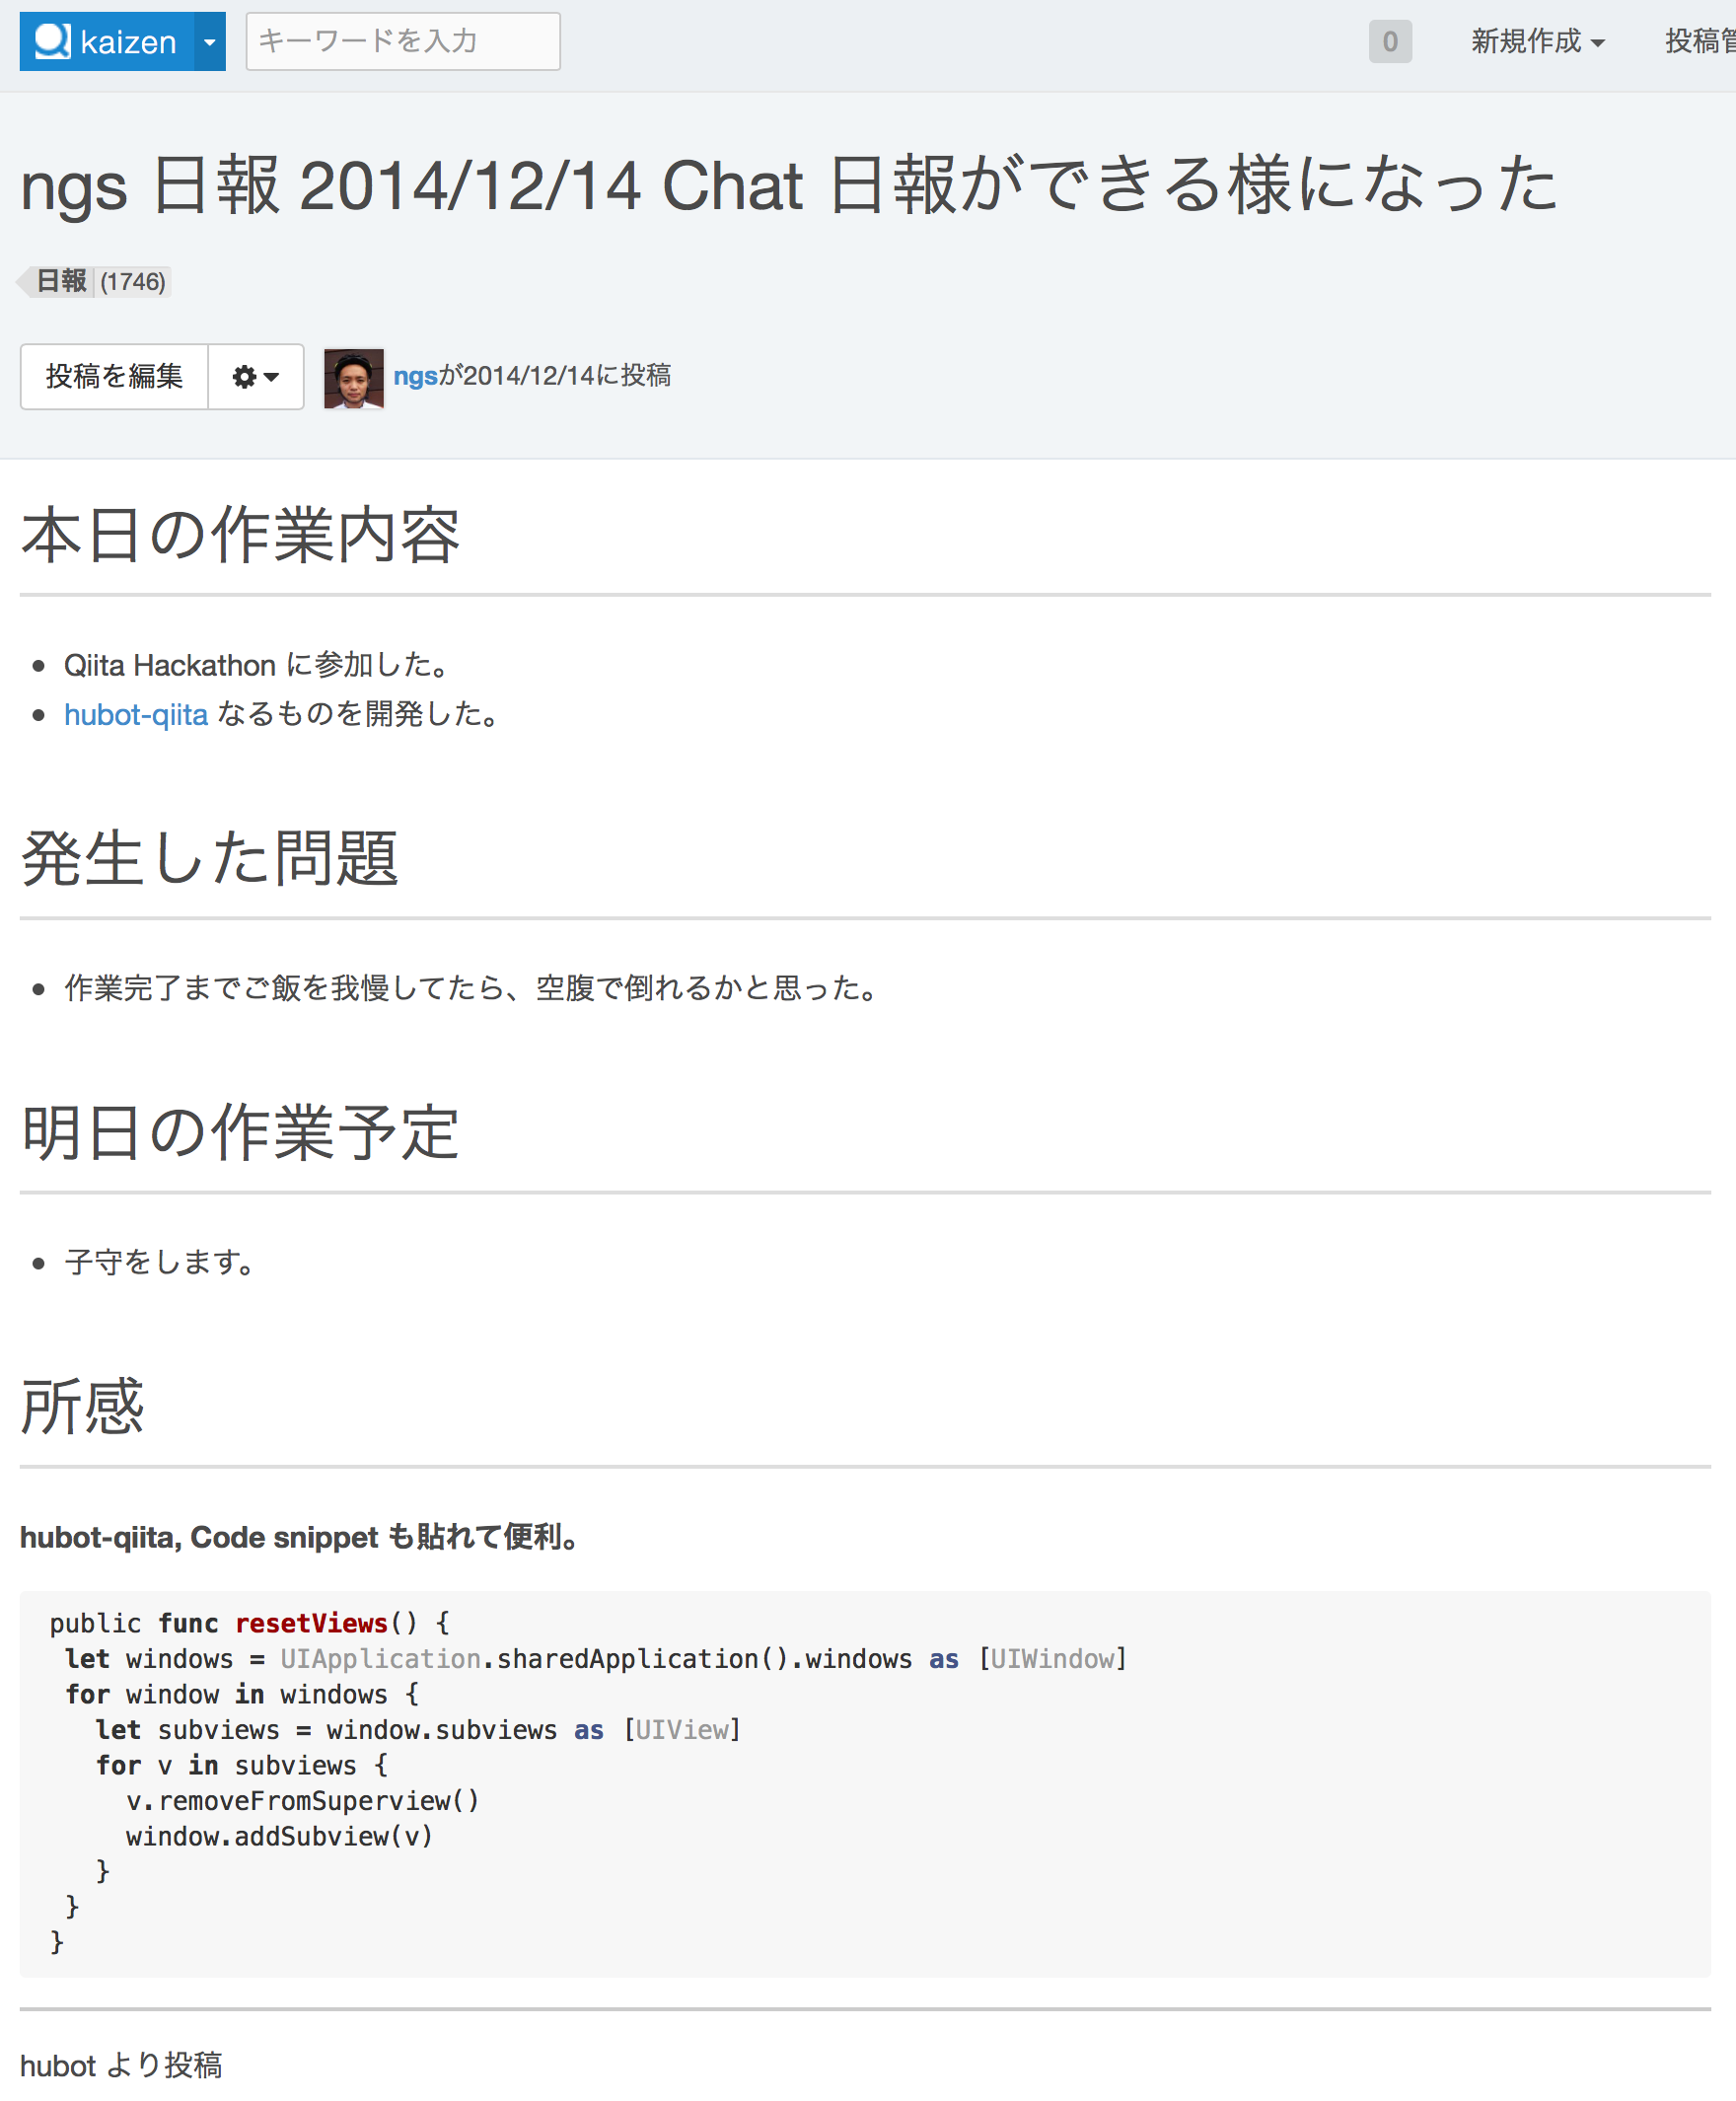 kaizen キーワードを入力 0 新規作成 投稿管
ngs 日報 2014/12/14 Chat 日報ができる様になった
日報 (1746)
投稿を編集 ngsが2014/12/14に投稿
本日の作業内容
Qiita Hackathon に参加した。
hubot-qiita なるものを開発した。
発生した問題
作業完了までご飯を我慢してたら、空腹で倒れるかと思った。
明日の作業予定
子守をします。
所感
hubot-qiita, Code snippet も貼れて便利。
public func resetViews() {
 let windows = UIApplication.sharedApplication().windows as [UIWindow]
 for window in windows {
   let subviews = window.subviews as [UIView]
   for v in subviews {
     v.removeFromSuperview()
     window.addSubview(v)
   }
 }
}
hubot より投稿